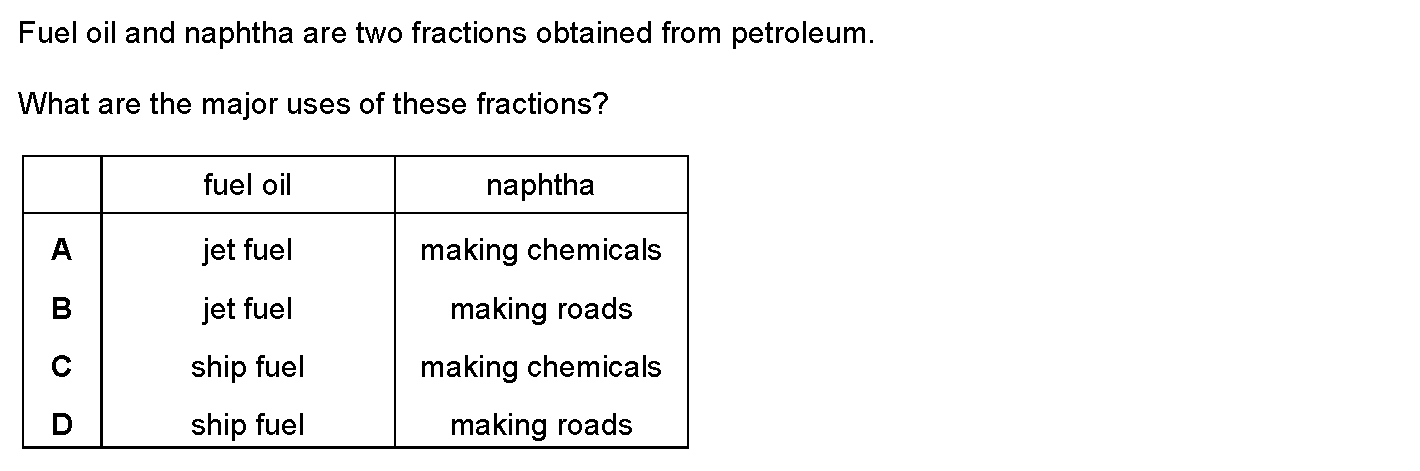 Fuel oil and naphtha are two fractions obtained from petroleum.
What are the major uses of these fractions?
fuel oil naphtha
A jet fuel making chemicals
B jet fuel making roads
C ship fuel making chemicals
D ship fuel making roads